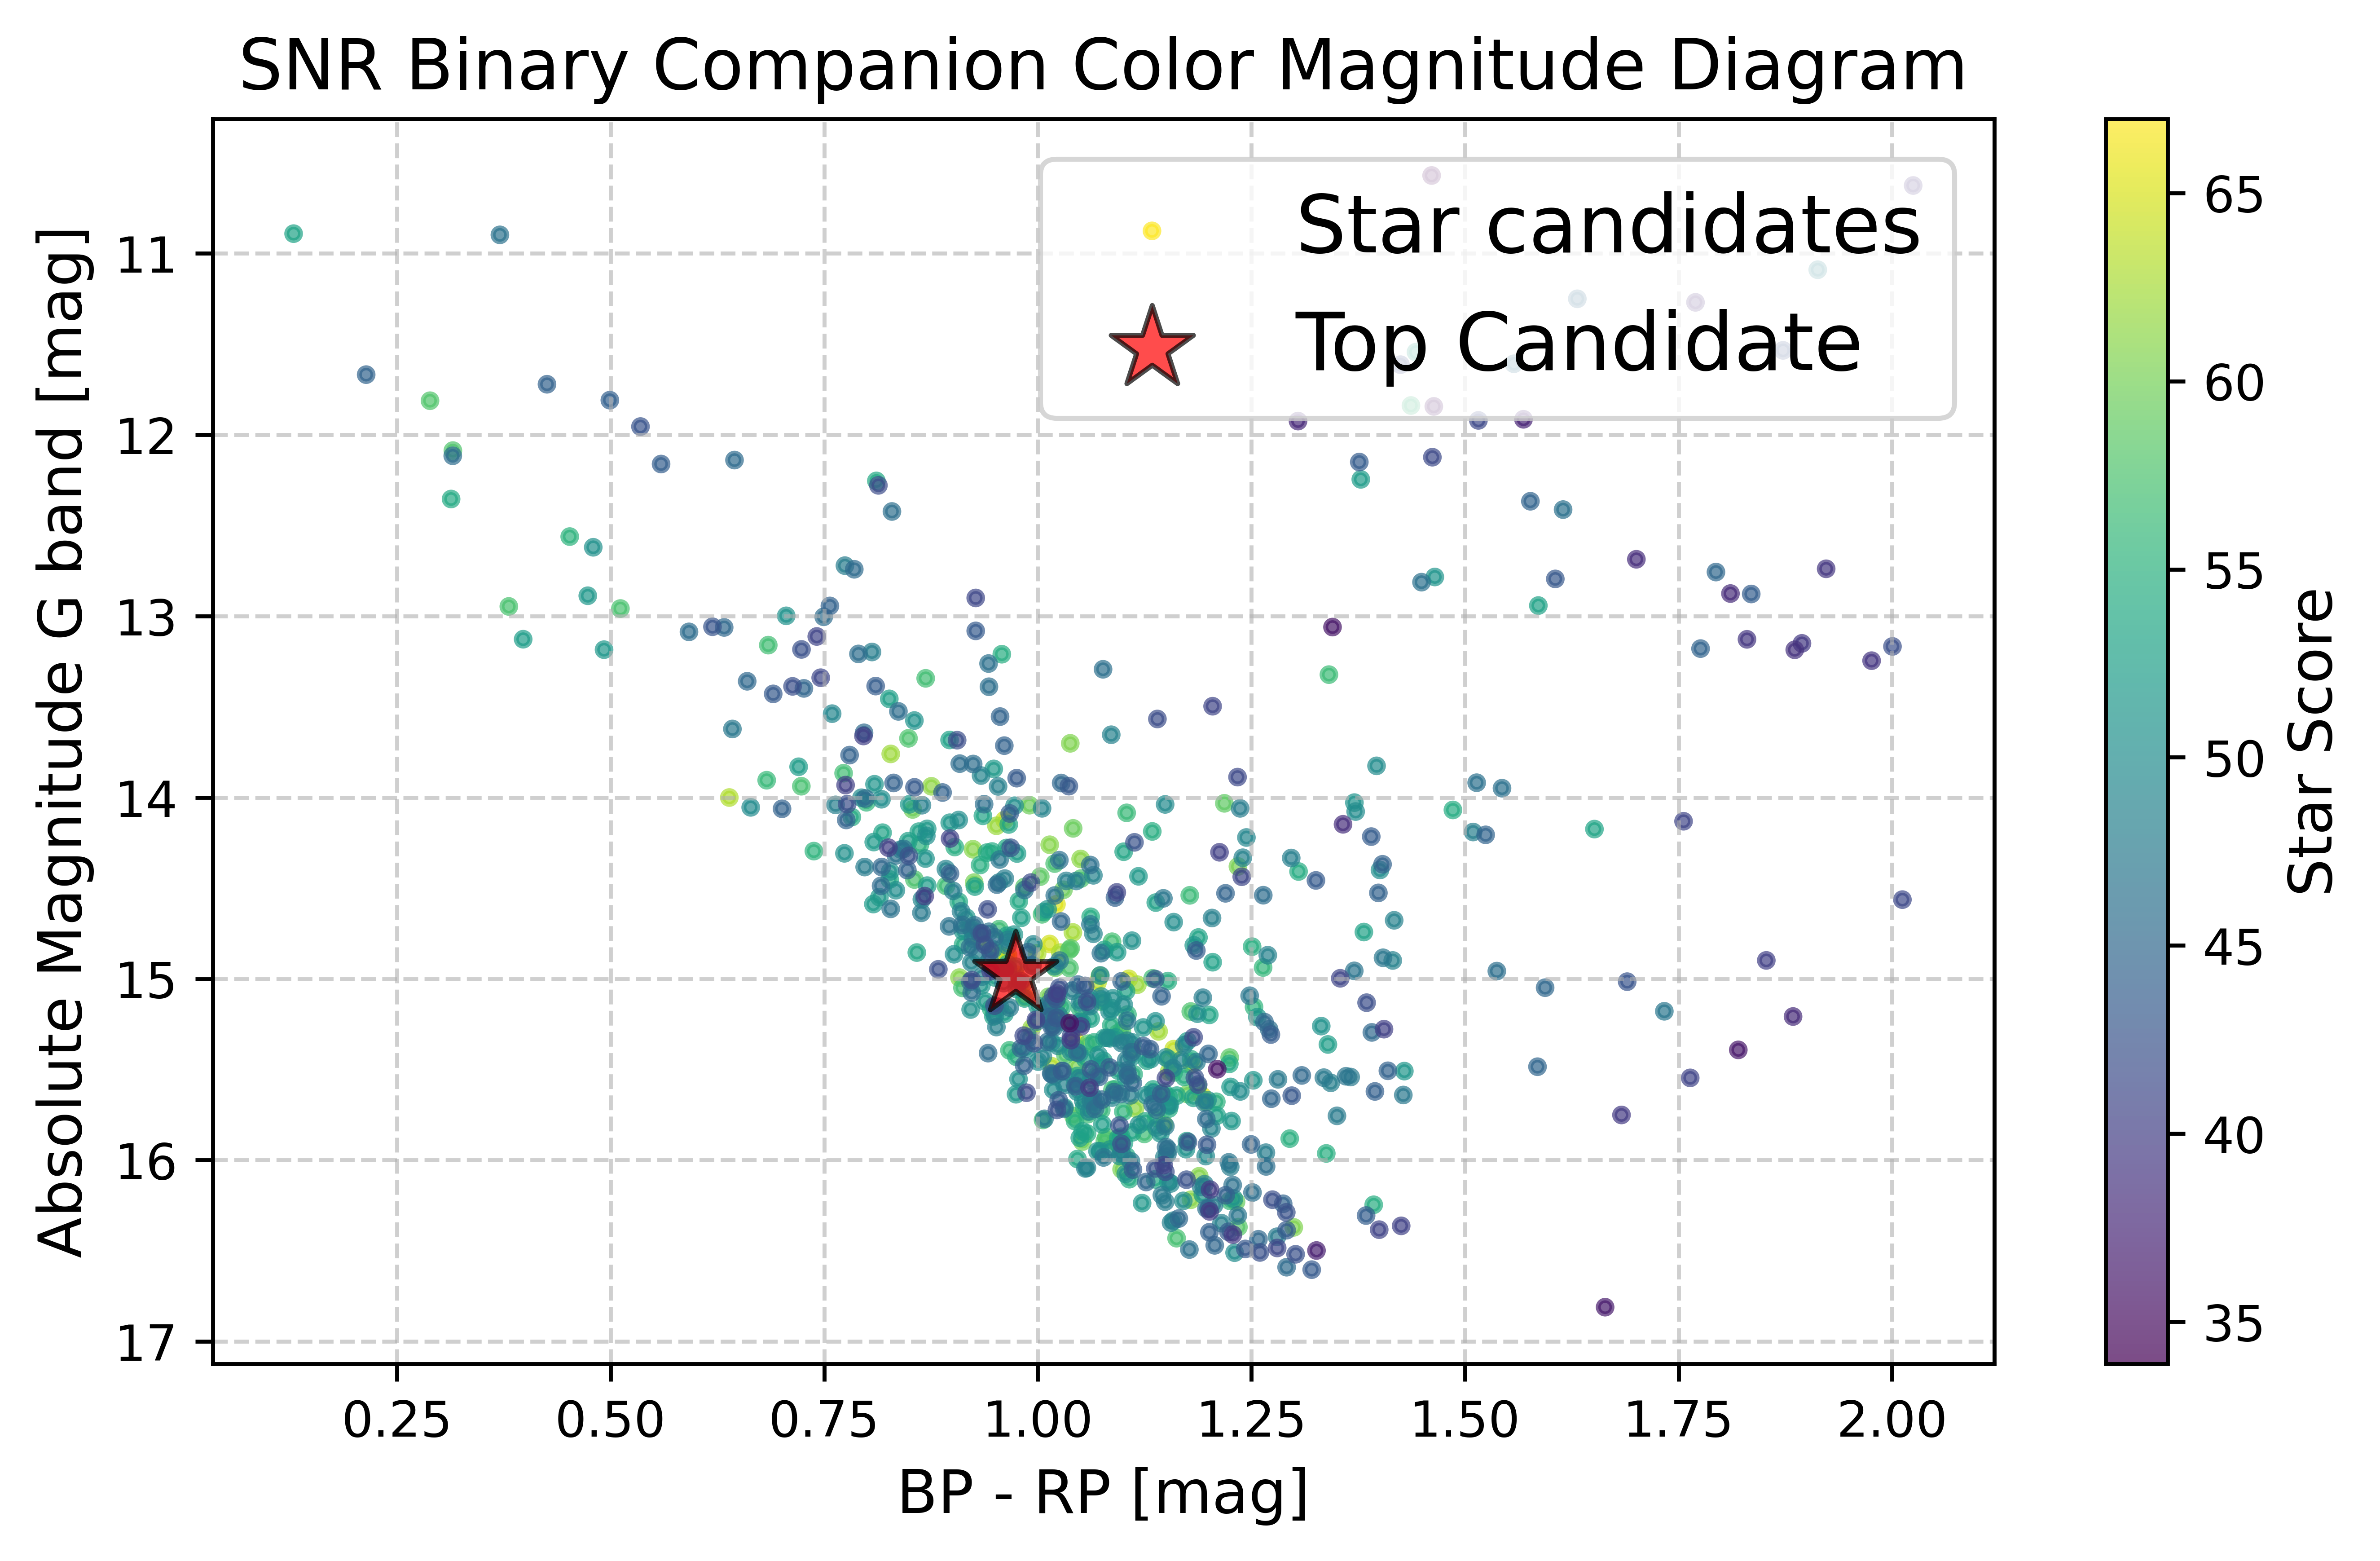 SNR Binary Companion Color Magnitude Diagram
Star candidates
Top Candidate
Absolute Magnitude G band [mag]
11
12
13
14
15
16
17
0.25 0.50 0.75 1.00 1.25 1.50 1.75 2.00
BP - RP [mag]
65
60
55
50
45
40
35
Star Score